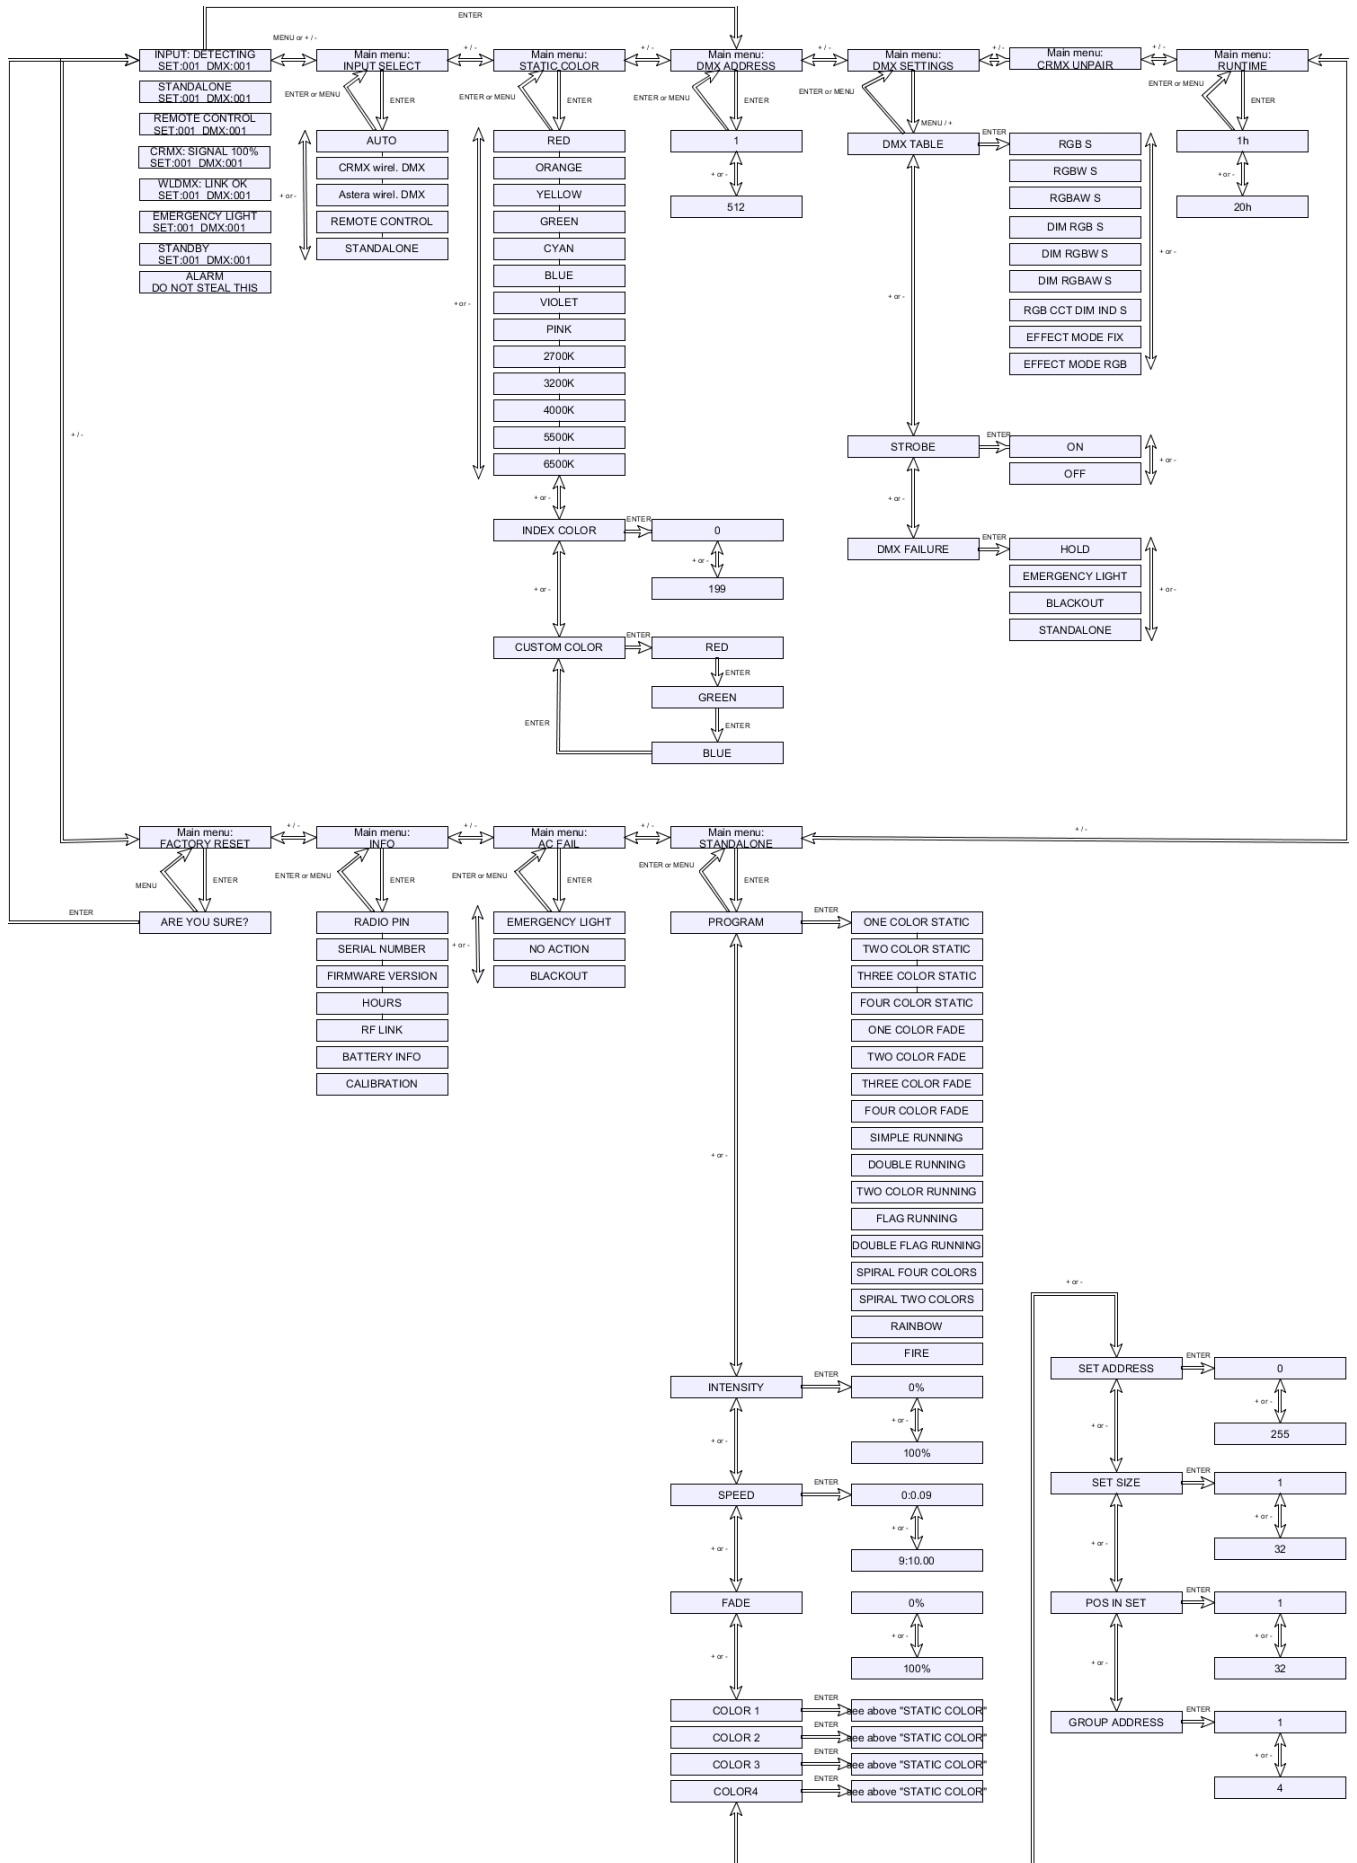 ENTER
MENU or + / -
+ / -
+ / -
+ / -
+ / -
+ / -
INPUT: DETECTING
SET:001  DMX:001
Main menu:
INPUT SELECT
Main menu:
STATIC COLOR
Main menu:
DMX ADDRESS
Main menu:
DMX SETTINGS
Main menu:
CRMX UNPAIR
Main menu:
RUNTIME
STANDALONE
SET:001  DMX:001
REMOTE CONTROL
SET:001  DMX:001
CRMX: SIGNAL 100%
SET:001  DMX:001
WLDMX: LINK OK
SET:001  DMX:001
EMERGENCY LIGHT
SET:001  DMX:001
STANDBY
SET:001  DMX:001
ALARM
DO NOT STEAL THIS
ENTER or MENU
ENTER
+ or -
AUTO
CRMX wirel. DMX
Astera wirel. DMX
REMOTE CONTROL
STANDALONE
ENTER or MENU
ENTER
+ or -
RED
ORANGE
YELLOW
GREEN
CYAN
BLUE
VIOLET
PINK
2700K
3200K
4000K
5500K
6500K
+ or -
INDEX COLOR
ENTER
0
+ or -
199
+ or -
CUSTOM COLOR
ENTER
RED
ENTER
GREEN
ENTER
BLUE
ENTER
ENTER or MENU
ENTER
1
+ or -
512
ENTER or MENU
MENU / +
DMX TABLE
ENTER
RGB S
RGBW S
RGBAW S
DIM RGB S
DIM RGBW S
DIM RGBAW S
RGB CCT DIM IND S
EFFECT MODE FIX
EFFECT MODE RGB
+ or -
+ or -
STROBE
ENTER
ON
OFF
+ or -
+ or -
DMX FAILURE
ENTER
HOLD
EMERGENCY LIGHT
BLACKOUT
STANDALONE
+ or -
ENTER or MENU
ENTER
1h
+ or -
20h
+ / -
+ / -
+ / -
+ / -
+ / -
Main menu:
FACTORY RESET
Main menu:
INFO
Main menu:
AC FAIL
Main menu:
STANDALONE
MENU
ENTER
ENTER
ARE YOU SURE?
ENTER or MENU
ENTER
RADIO PIN
SERIAL NUMBER
FIRMWARE VERSION
HOURS
RF LINK
BATTERY INFO
CALIBRATION
ENTER or MENU
ENTER
+ or -
EMERGENCY LIGHT
NO ACTION
BLACKOUT
ENTER or MENU
ENTER
PROGRAM
ENTER
ONE COLOR STATIC
TWO COLOR STATIC
THREE COLOR STATIC
FOUR COLOR STATIC
ONE COLOR FADE
TWO COLOR FADE
THREE COLOR FADE
FOUR COLOR FADE
SIMPLE RUNNING
DOUBLE RUNNING
TWO COLOR RUNNING
FLAG RUNNING
DOUBLE FLAG RUNNING
SPIRAL FOUR COLORS
SPIRAL TWO COLORS
RAINBOW
FIRE
+ or -
INTENSITY
ENTER
0%
+ or -
100%
+ or -
SPEED
ENTER
0:0.09
+ or -
9:10.00
+ or -
FADE
0%
+ or -
100%
+ or -
COLOR 1
ENTER
see above "STATIC COLOR"
COLOR 2
ENTER
see above "STATIC COLOR"
COLOR 3
ENTER
see above "STATIC COLOR"
COLOR4
ENTER
see above "STATIC COLOR"
+ or -
SET ADDRESS
ENTER
0
+ or -
255
+ or -
SET SIZE
ENTER
1
+ or -
32
+ or -
POS IN SET
ENTER
1
+ or -
32
+ or -
GROUP ADDRESS
ENTER
1
+ or -
4